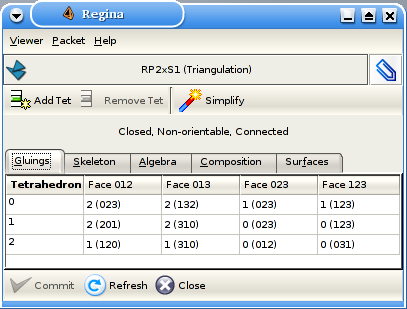 Regina
Viewer Packet Help
RP2xS1 (Triangulation)
Add Tet Remove Tet Simplify
Closed, Non-orientable, Connected
Gluings Skeleton Algebra Composition Surfaces
Tetrahedron Face 012 Face 013 Face 023 Face 123
0 2 (023) 2 (132) 1 (023) 1 (123)
1 2 (201) 2 (310) 0 (023) 0 (123)
2 1 (120) 1 (310) 0 (012) 0 (031)
Commit Refresh Close